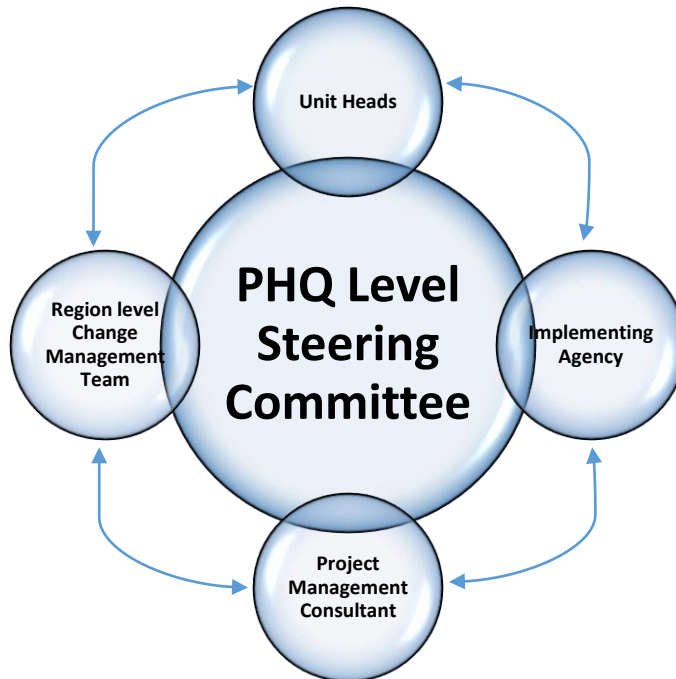 Unit Heads
PHQ Level
Steering
Committee
Region level
Change
Management
Team
Implementing
Agency
Project
Management
Consultant